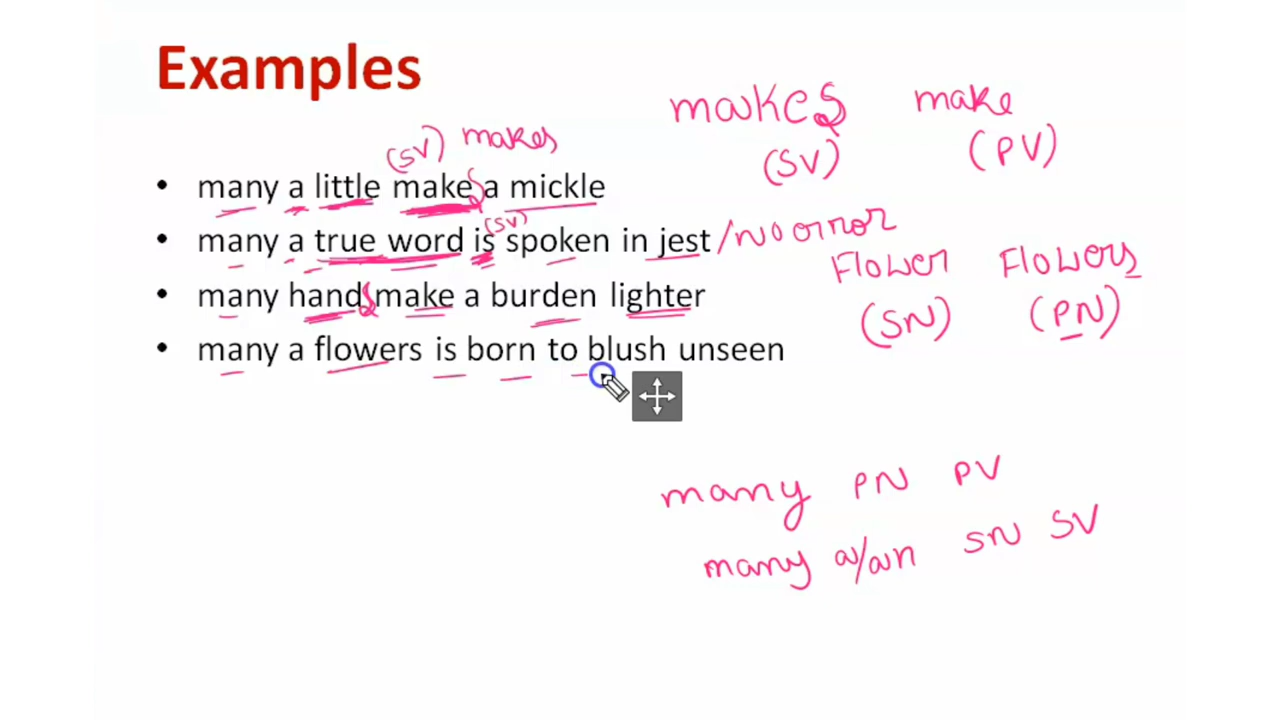 Examples
makes make
(SV) (PV)
(SV) makes
• many a little makes a mickle
(SV)
• many a true word is spoken in jest /No error
Flower Flowers
(SN) (PN)
• many hands make a burden lighter
• many a flowers is born to blush unseen
many PN PV
many a/an SN SV